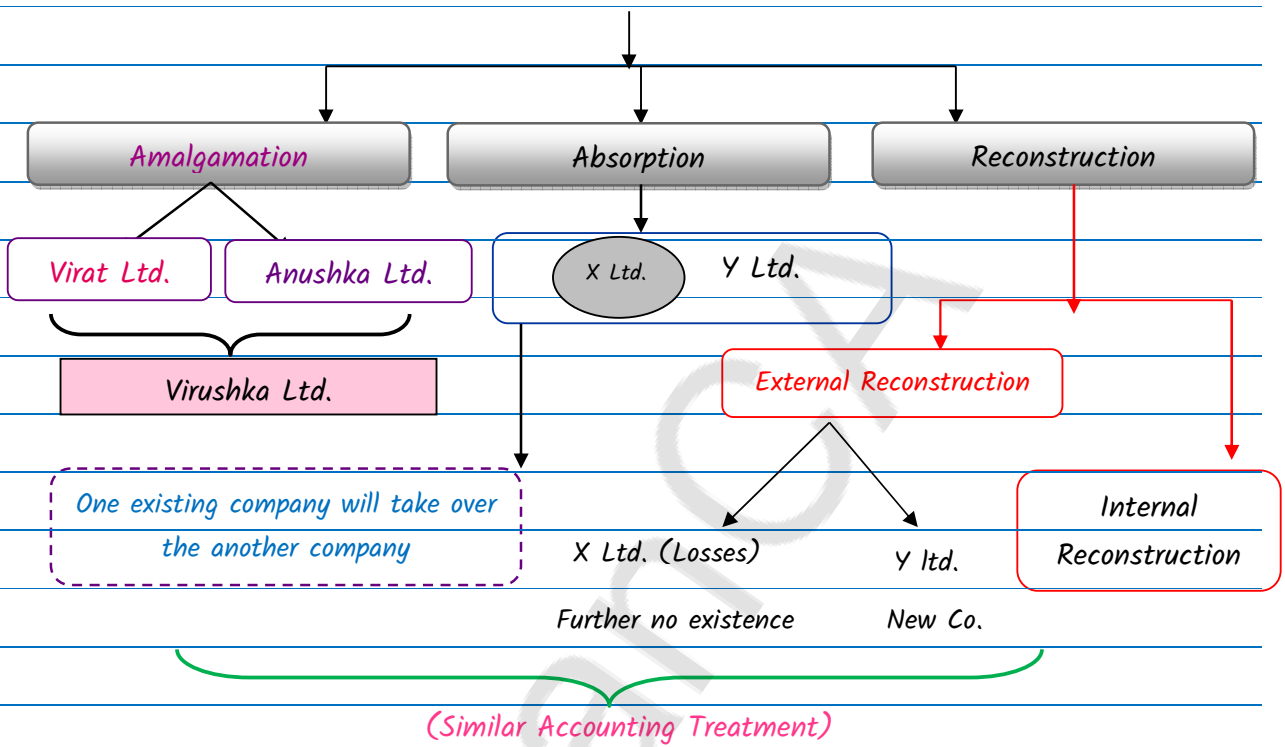 Amalgamation
Absorption
Reconstruction
Virat Ltd.
Anushka Ltd.
X Ltd.
Y Ltd.
Virushka Ltd.
External Reconstruction
One existing company will take over
the another company
X Ltd. (Losses)
Y ltd.
Internal
Reconstruction
Further no existence
New Co.
(Similar Accounting Treatment)